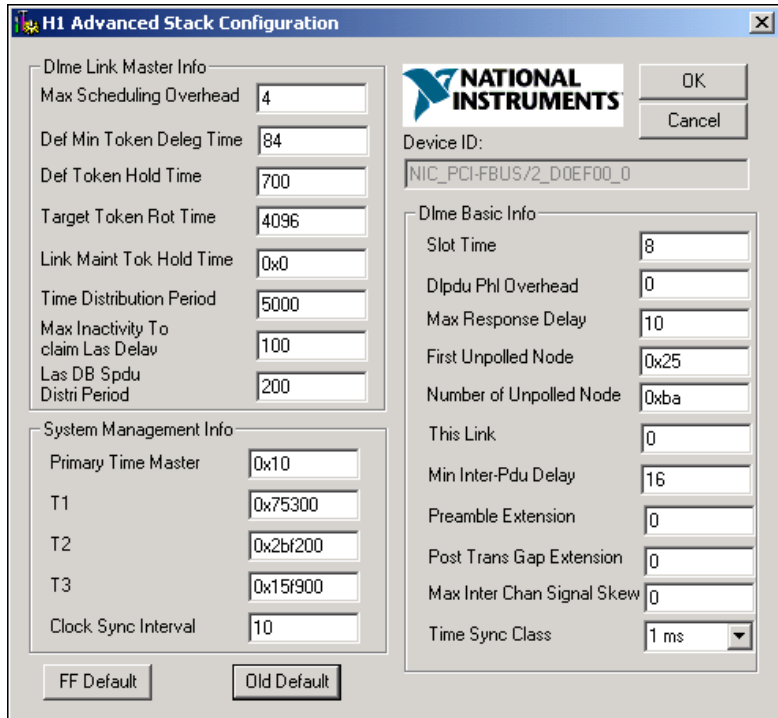 H1 Advanced Stack Configuration
Dlme Link Master Info
Max Scheduling Overhead 4
Def Min Token Deleg Time 84
Def Token Hold Time 700
Target Token Rot Time 4096
Link Maint Tok Hold Time 0x0
Time Distribution Period 5000
Max Inactivity To
claim Las Delay 100
Las DB Spdu
Distri Period 200
System Management Info
Primary Time Master 0x10
T1 0x75300
T2 0x2bf200
T3 0x15f900
Clock Sync Interval 10
FF Default
Old Default
NATIONAL
INSTRUMENTS
OK
Cancel
Device ID:
NIC_PCI-FBUS/2_D0EF00_0
Dlme Basic Info
Slot Time 8
Dlpdu Phl Overhead 0
Max Response Delay 10
First Unpolled Node 0x25
Number of Unpolled Node 0xba
This Link 0
Min Inter-Pdu Delay 16
Preamble Extension 0
Post Trans Gap Extension 0
Max Inter Chan Signal Skew 0
Time Sync Class 1 ms